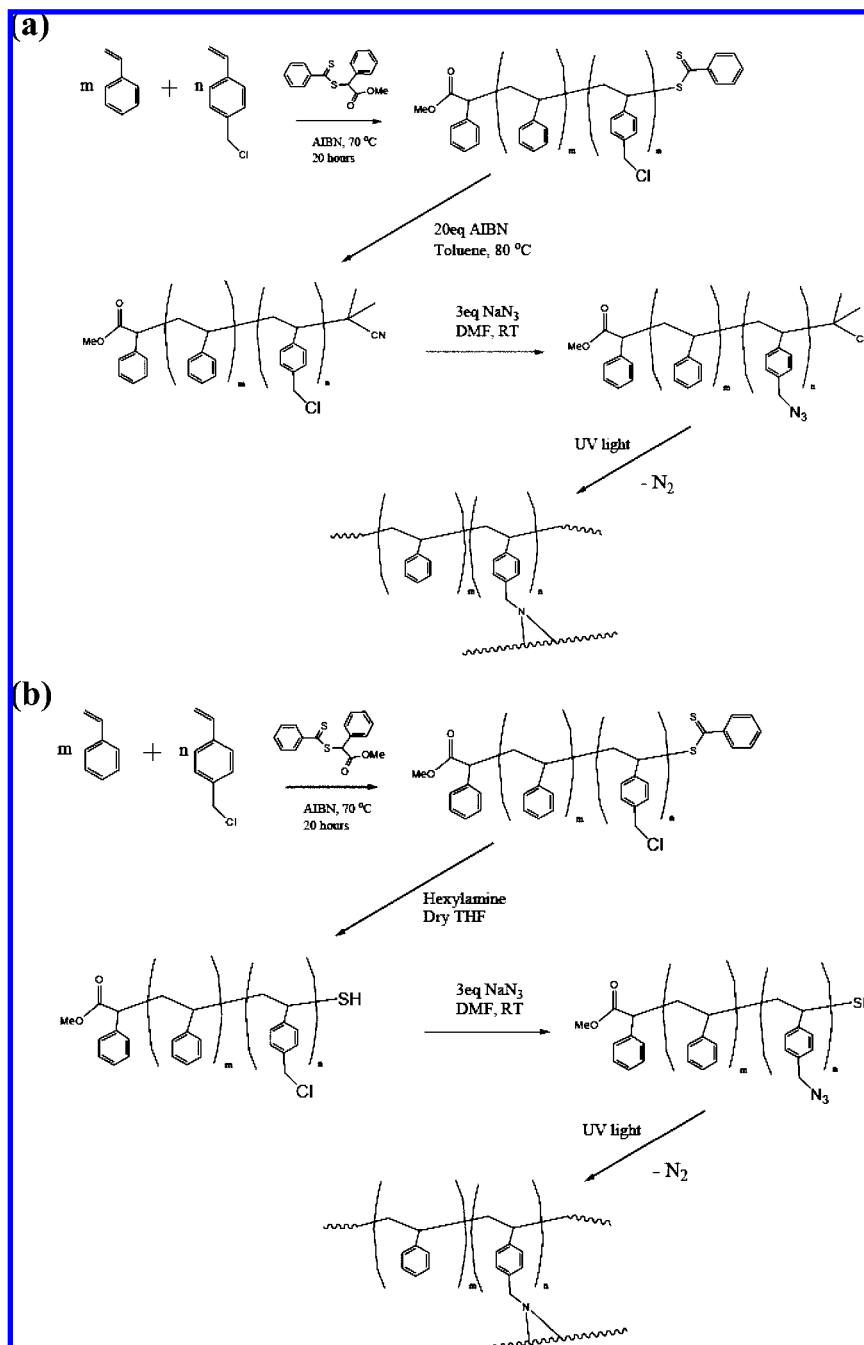 (a)
m + n
Cl
S
S
O
OMe
AIBN, 70 °C
20 hours
O
MeO
m
n
Cl
S
S
20eq AIBN
Toluene, 80 °C
O
OMe
m
n
Cl
CN
3eq NaN3
DMF, RT
O
MeO
m
n
N3
C
UV light
- N2
m
n
N
(b)
m + n
Cl
S
S
O
OMe
AIBN, 70 °C
20 hours
O
MeO
m
n
Cl
S
S
Hexylamine
Dry THF
O
MeO
m
n
Cl
SH
3eq NaN3
DMF, RT
O
MeO
m
n
N3
UV light
- N2
m
n
N